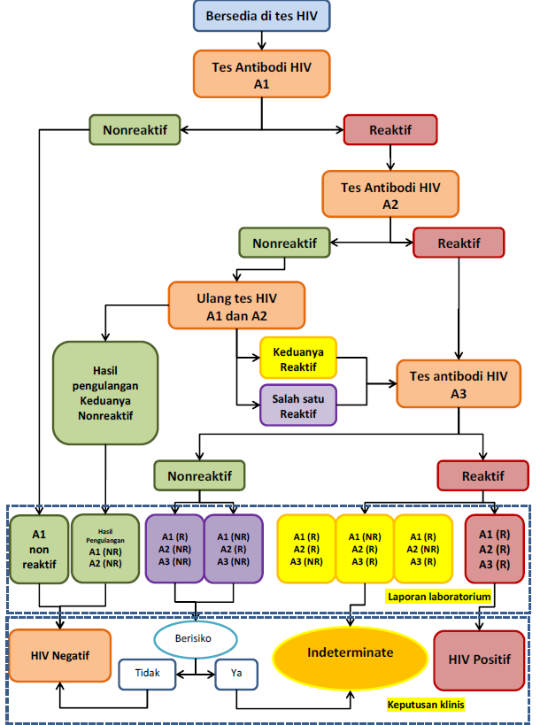 Bersedia di tes HIV
Tes Antibodi HIV
A1
Nonreaktif
Reaktif
Tes Antibodi HIV
A2
Nonreaktif
Reaktif
Ulang tes HIV
A1 dan A2
Hasil
pengulangan
Keduanya
Nonreaktif
Keduanya
Reaktif
Salah satu
Reaktif
Tes antibodi HIV
A3
Nonreaktif
Reaktif
A1
non
reaktif
Hasil
Pengulangan
A1 (NR)
A2 (NR)
A1 (R)
A2 (NR)
A3 (NR)
A1 (NR)
A2 (R)
A3 (NR)
A1 (R)
A2 (R)
A3 (NR)
A1 (NR)
A2 (R)
A3 (R)
A1 (R)
A2 (NR)
A3 (R)
A1 (R)
A2 (R)
A3 (R)
Laporan laboratorium
HIV Negatif
Berisiko
Tidak
Ya
Indeterminate
HIV Positif
Keputusan klinis